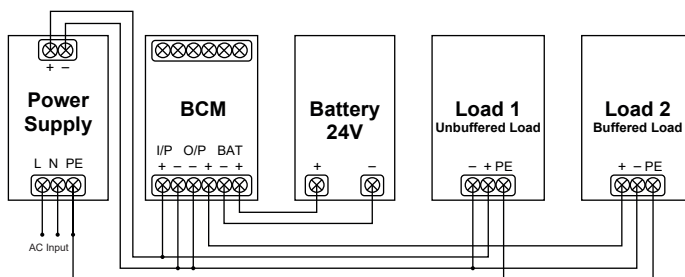 + −
Power
Supply
L N PE
AC Input
BCM
I/P O/P BAT
+ − − + − +
Battery
24V
+ −
Load 1
Unbuffered Load
− + PE
Load 2
Buffered Load
+ − PE